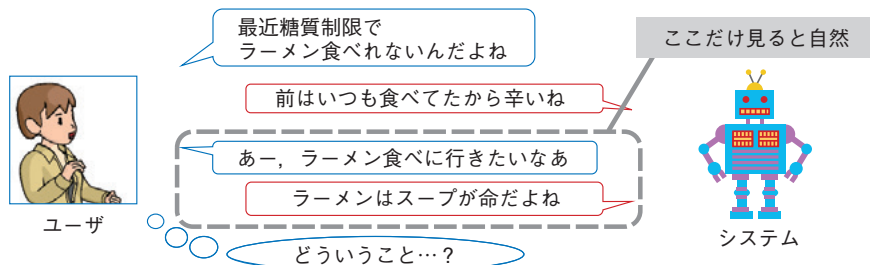 最近糖質制限で
ラーメン食べれないんだよね
ここだけ見ると自然
前はいつも食べてたから辛いね
あー，ラーメン食べに行きたいなあ
ラーメンはスープが命だよね
ユーザ
システム
どういうこと…？